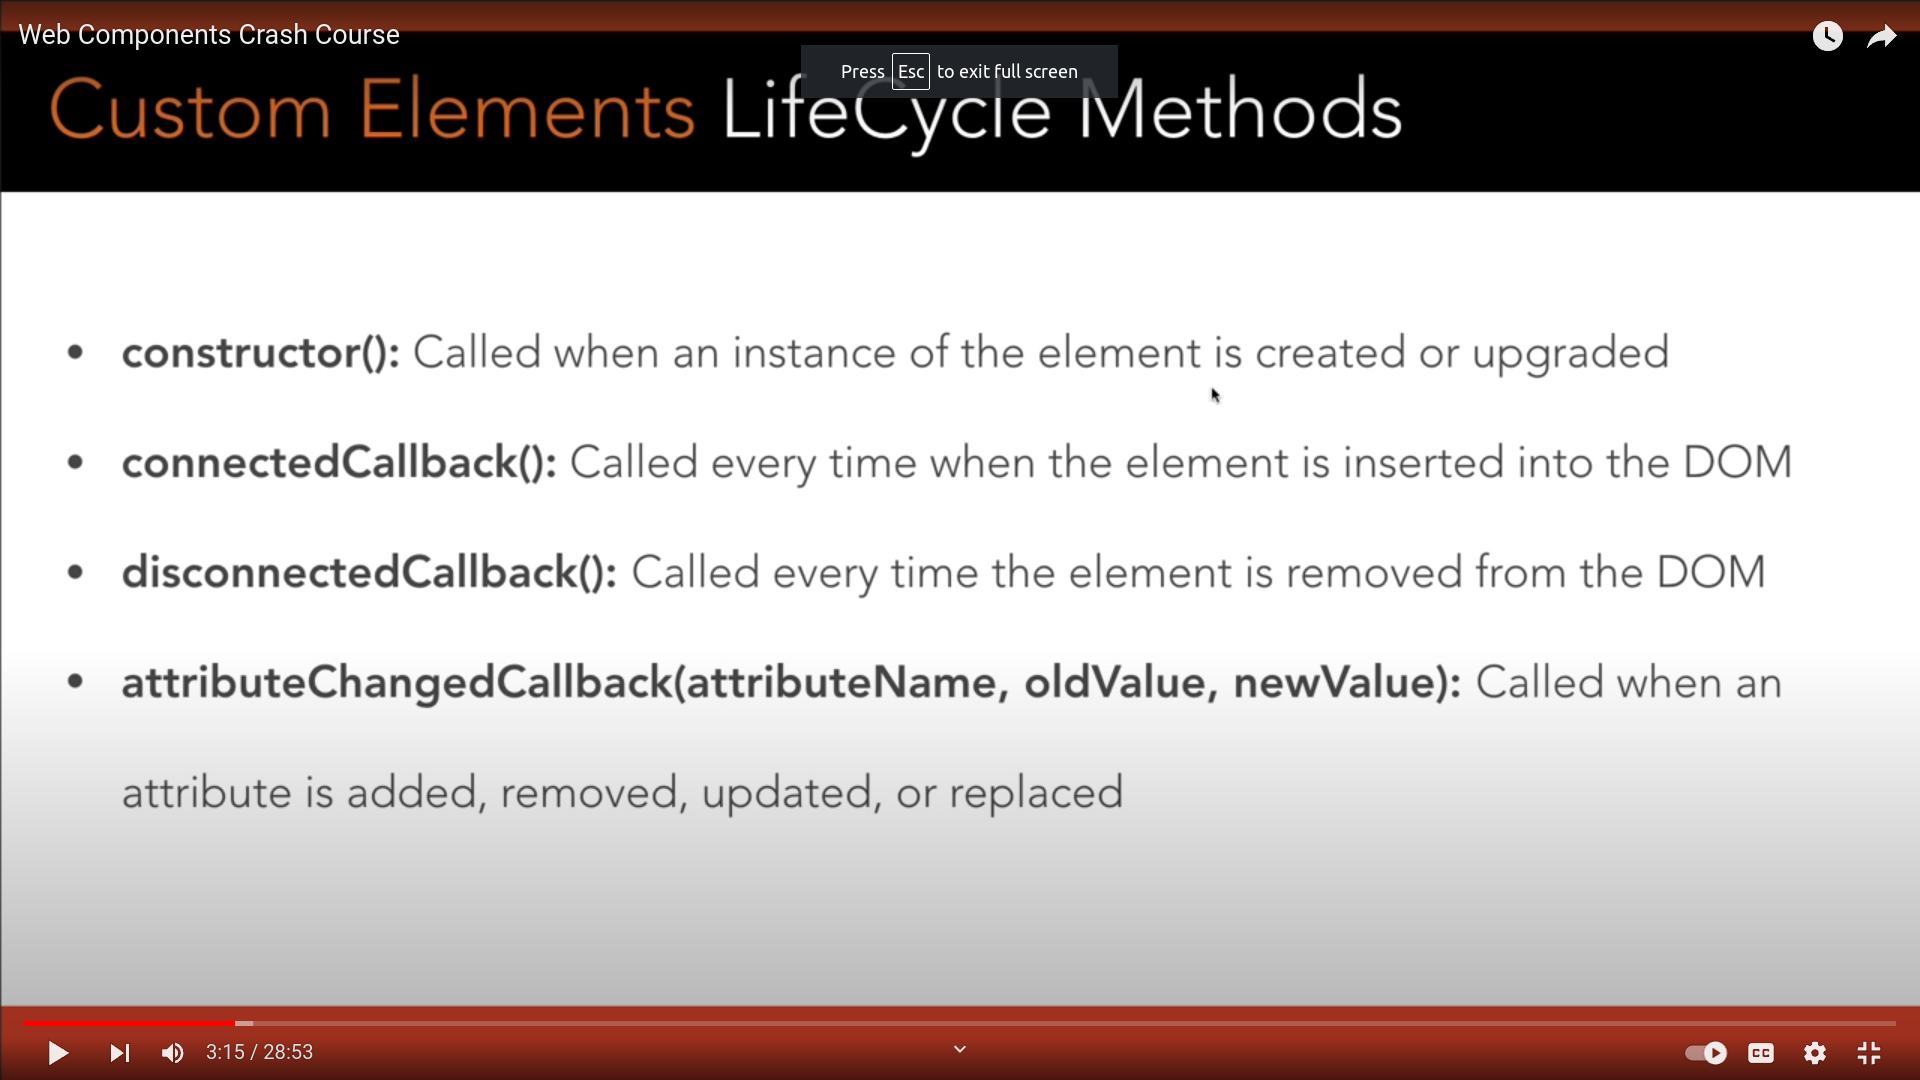 Web Components Crash Course
Press Esc to exit full screen
Custom Elements LifeCycle Methods
• constructor(): Called when an instance of the element is created or upgraded
• connectedCallback(): Called every time when the element is inserted into the DOM
• disconnectedCallback(): Called every time the element is removed from the DOM
• attributeChangedCallback(attributeName, oldValue, newValue): Called when an
attribute is added, removed, updated, or replaced
3:15 / 28:53
CC